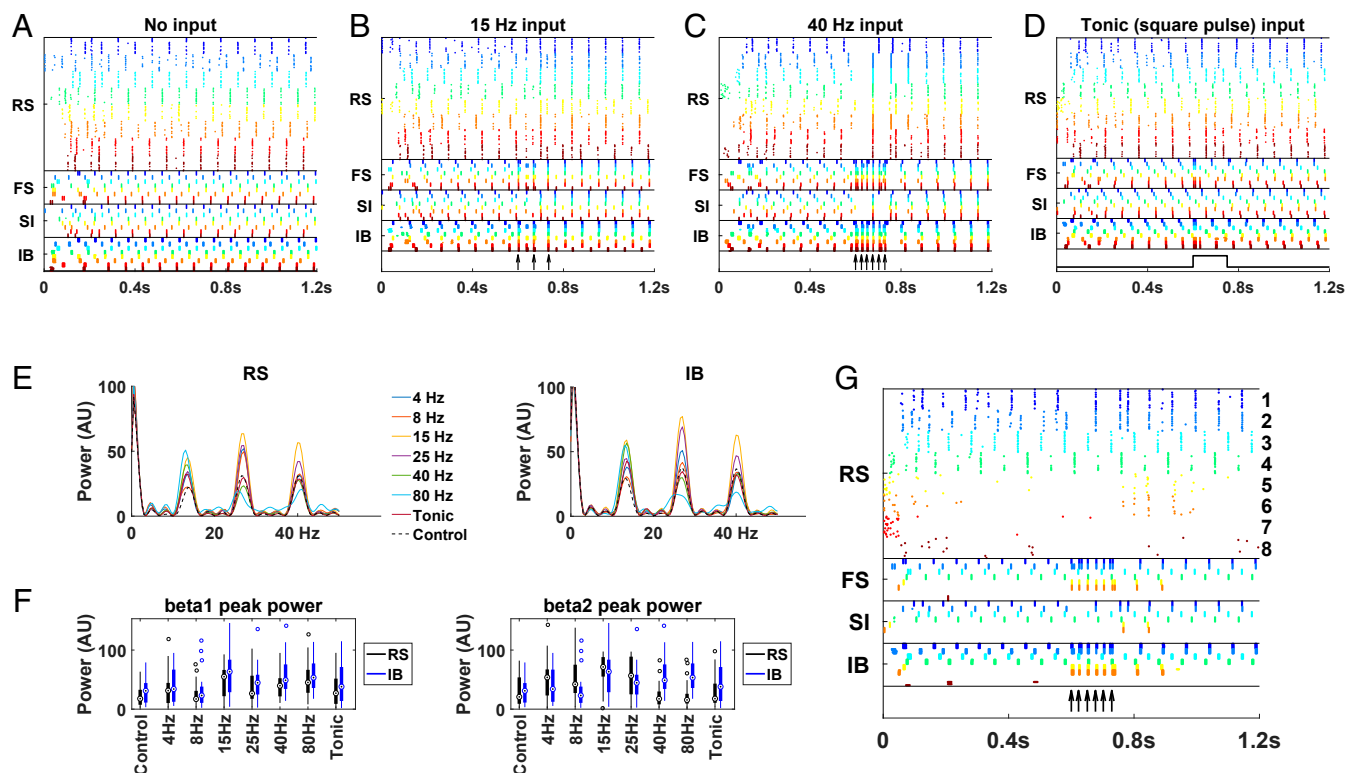 A
No input
RS
FS
SI
IB
0 0.4s 0.8s 1.2s
B
15 Hz input
RS
FS
SI
IB
0 0.4s 0.8s 1.2s
C
40 Hz input
RS
FS
SI
IB
0 0.4s 0.8s 1.2s
D
Tonic (square pulse) input
RS
FS
SI
IB
0 0.4s 0.8s 1.2s
E
RS
Power (AU)
100
50
0
0 20 40 Hz
4 Hz
8 Hz
15 Hz
25 Hz
40 Hz
80 Hz
Tonic
Control
IB
Power (AU)
100
50
0
0 20 40 Hz
F
beta1 peak power
Power (AU)
100
0
Control
4Hz
8Hz
15Hz
25Hz
40Hz
80Hz
Tonic
RS
IB
beta2 peak power
Power (AU)
100
0
Control
4Hz
8Hz
15Hz
25Hz
40Hz
80Hz
Tonic
RS
IB
G
RS
1
2
3
4
5
6
7
8
FS
SI
IB
0 0.4s 0.8s 1.2s